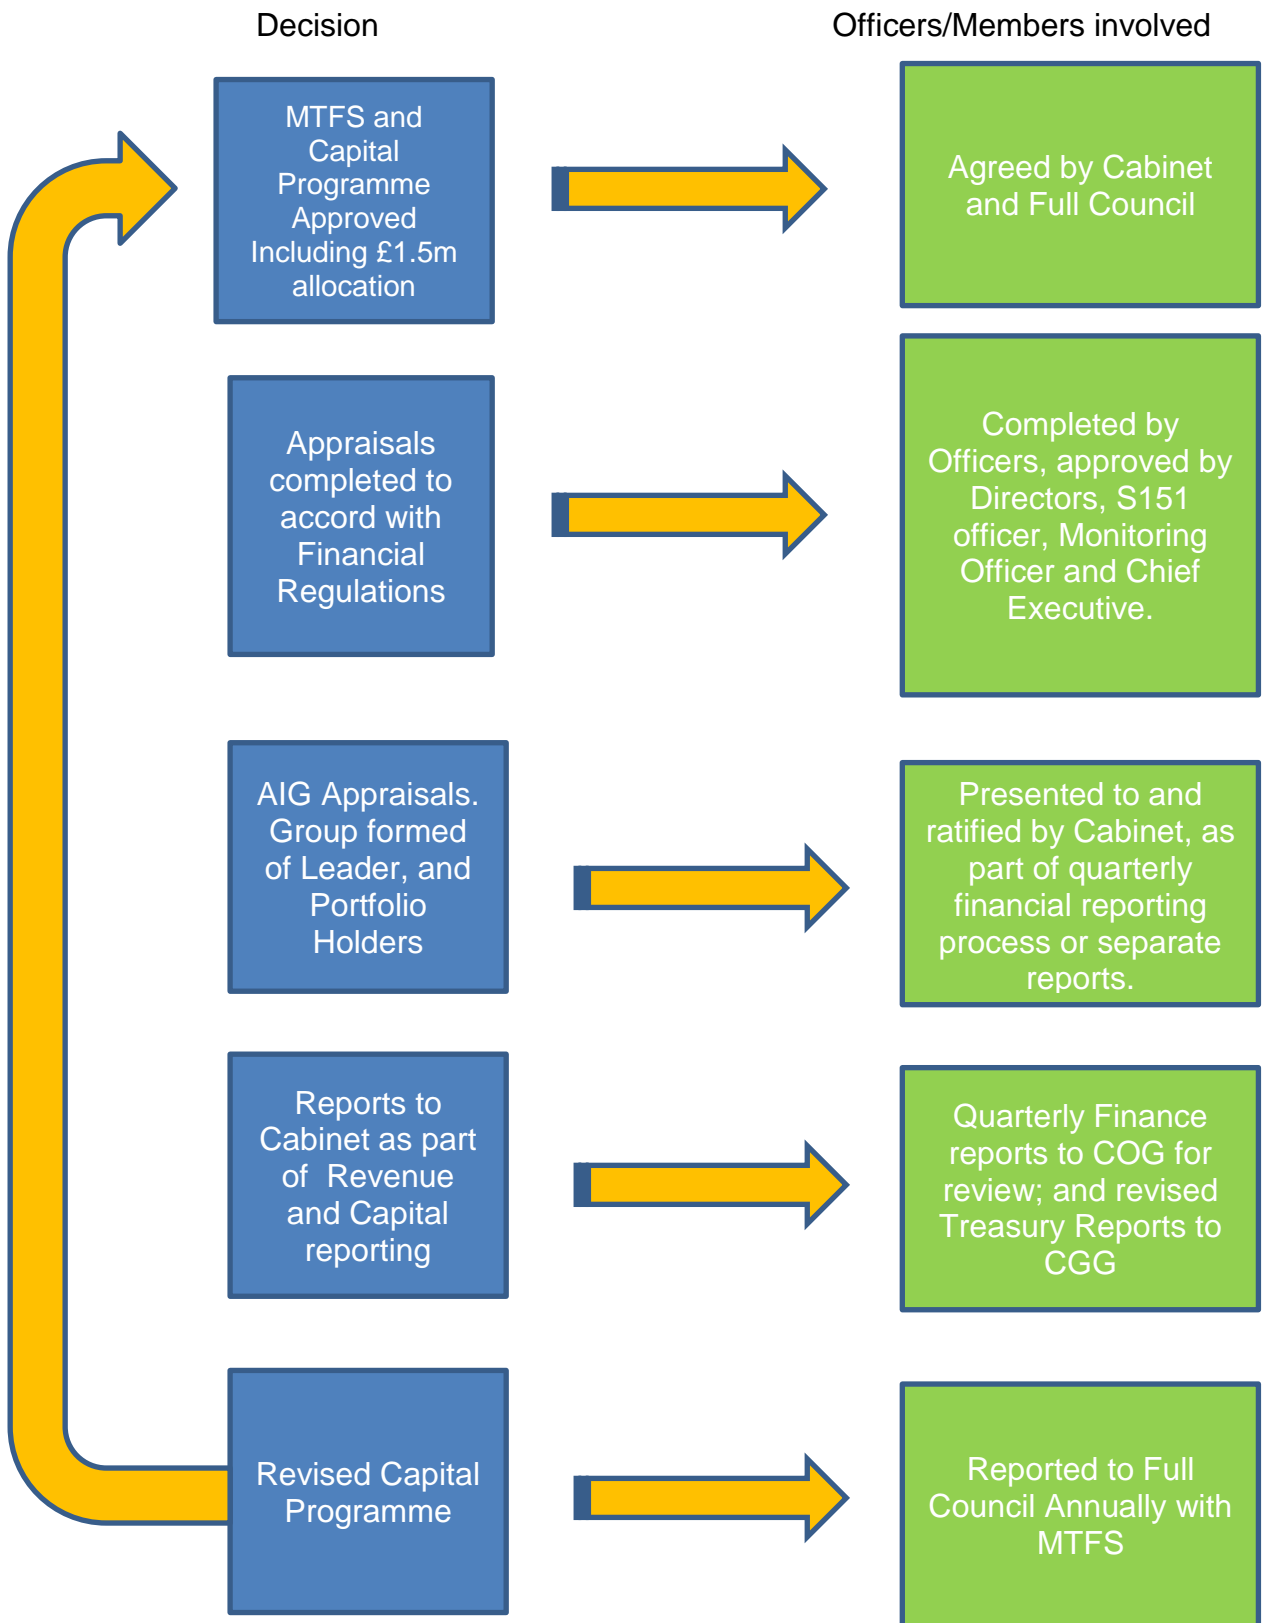 Decision
Officers/Members involved
MTFS and
Capital
Programme
Approved
Including £1.5m
allocation
Agreed by Cabinet
and Full Council
Appraisals
completed to
accord with
Financial
Regulations
Completed by
Officers, approved by
Directors, S151
officer, Monitoring
Officer and Chief
Executive.
AIG Appraisals.
Group formed
of Leader, and
Portfolio
Holders
Presented to and
ratified by Cabinet, as
part of quarterly
financial reporting
process or separate
reports.
Reports to
Cabinet as part
of Revenue
and Capital
reporting
Quarterly Finance
reports to COG for
review; and revised
Treasury Reports to
CGG
Revised Capital
Programme
Reported to Full
Council Annually with
MTFS